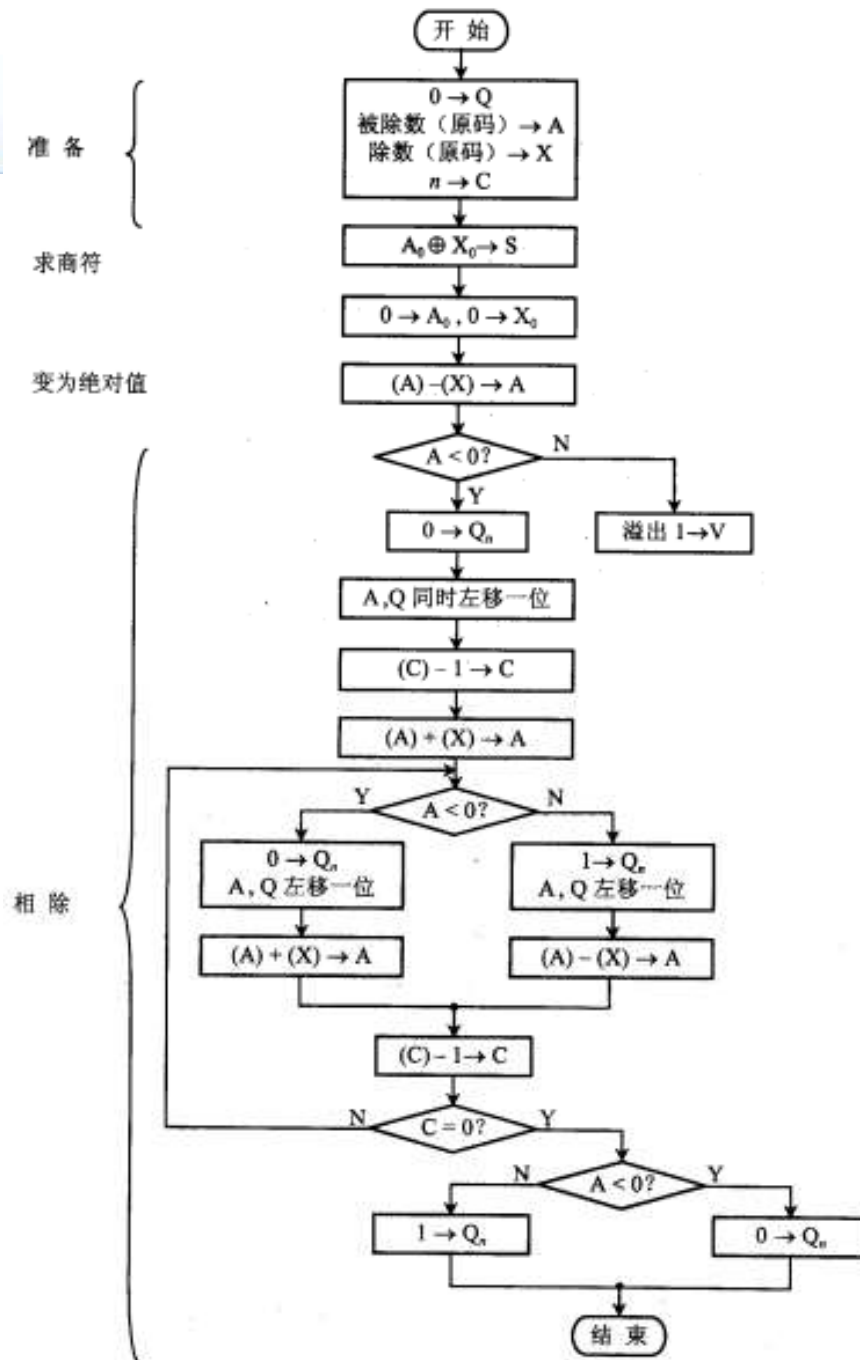 开 始
准 备
0 → Q
被除数（原码）→ A
除数（原码）→ X
n → C
求商符
A₀ ⊕ X₀ → S
0 → A₀ , 0 → X₀
变为绝对值
(A) – (X) → A
A < 0?
N
Y
0 → Qₙ
溢出 1→V
A ,Q 同时左移一位
(C) – 1 → C
(A) + (X) → A
Y
A < 0?
N
相 除
0 → Qₙ
A , Q 左移一位
1 → Qₙ
A , Q 左移一位
(A) + (X) → A
(A) – (X) → A
(C) – 1 → C
N
C = 0?
Y
N
A < 0?
Y
1 → Qₙ
0 → Qₙ
结 束